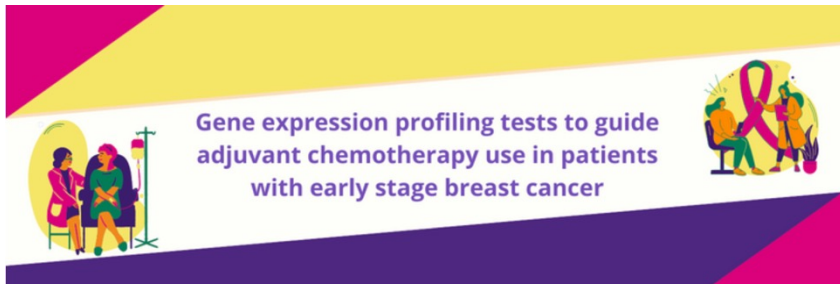 Gene expression profiling tests to guide
adjuvant chemotherapy use in patients
with early stage breast cancer